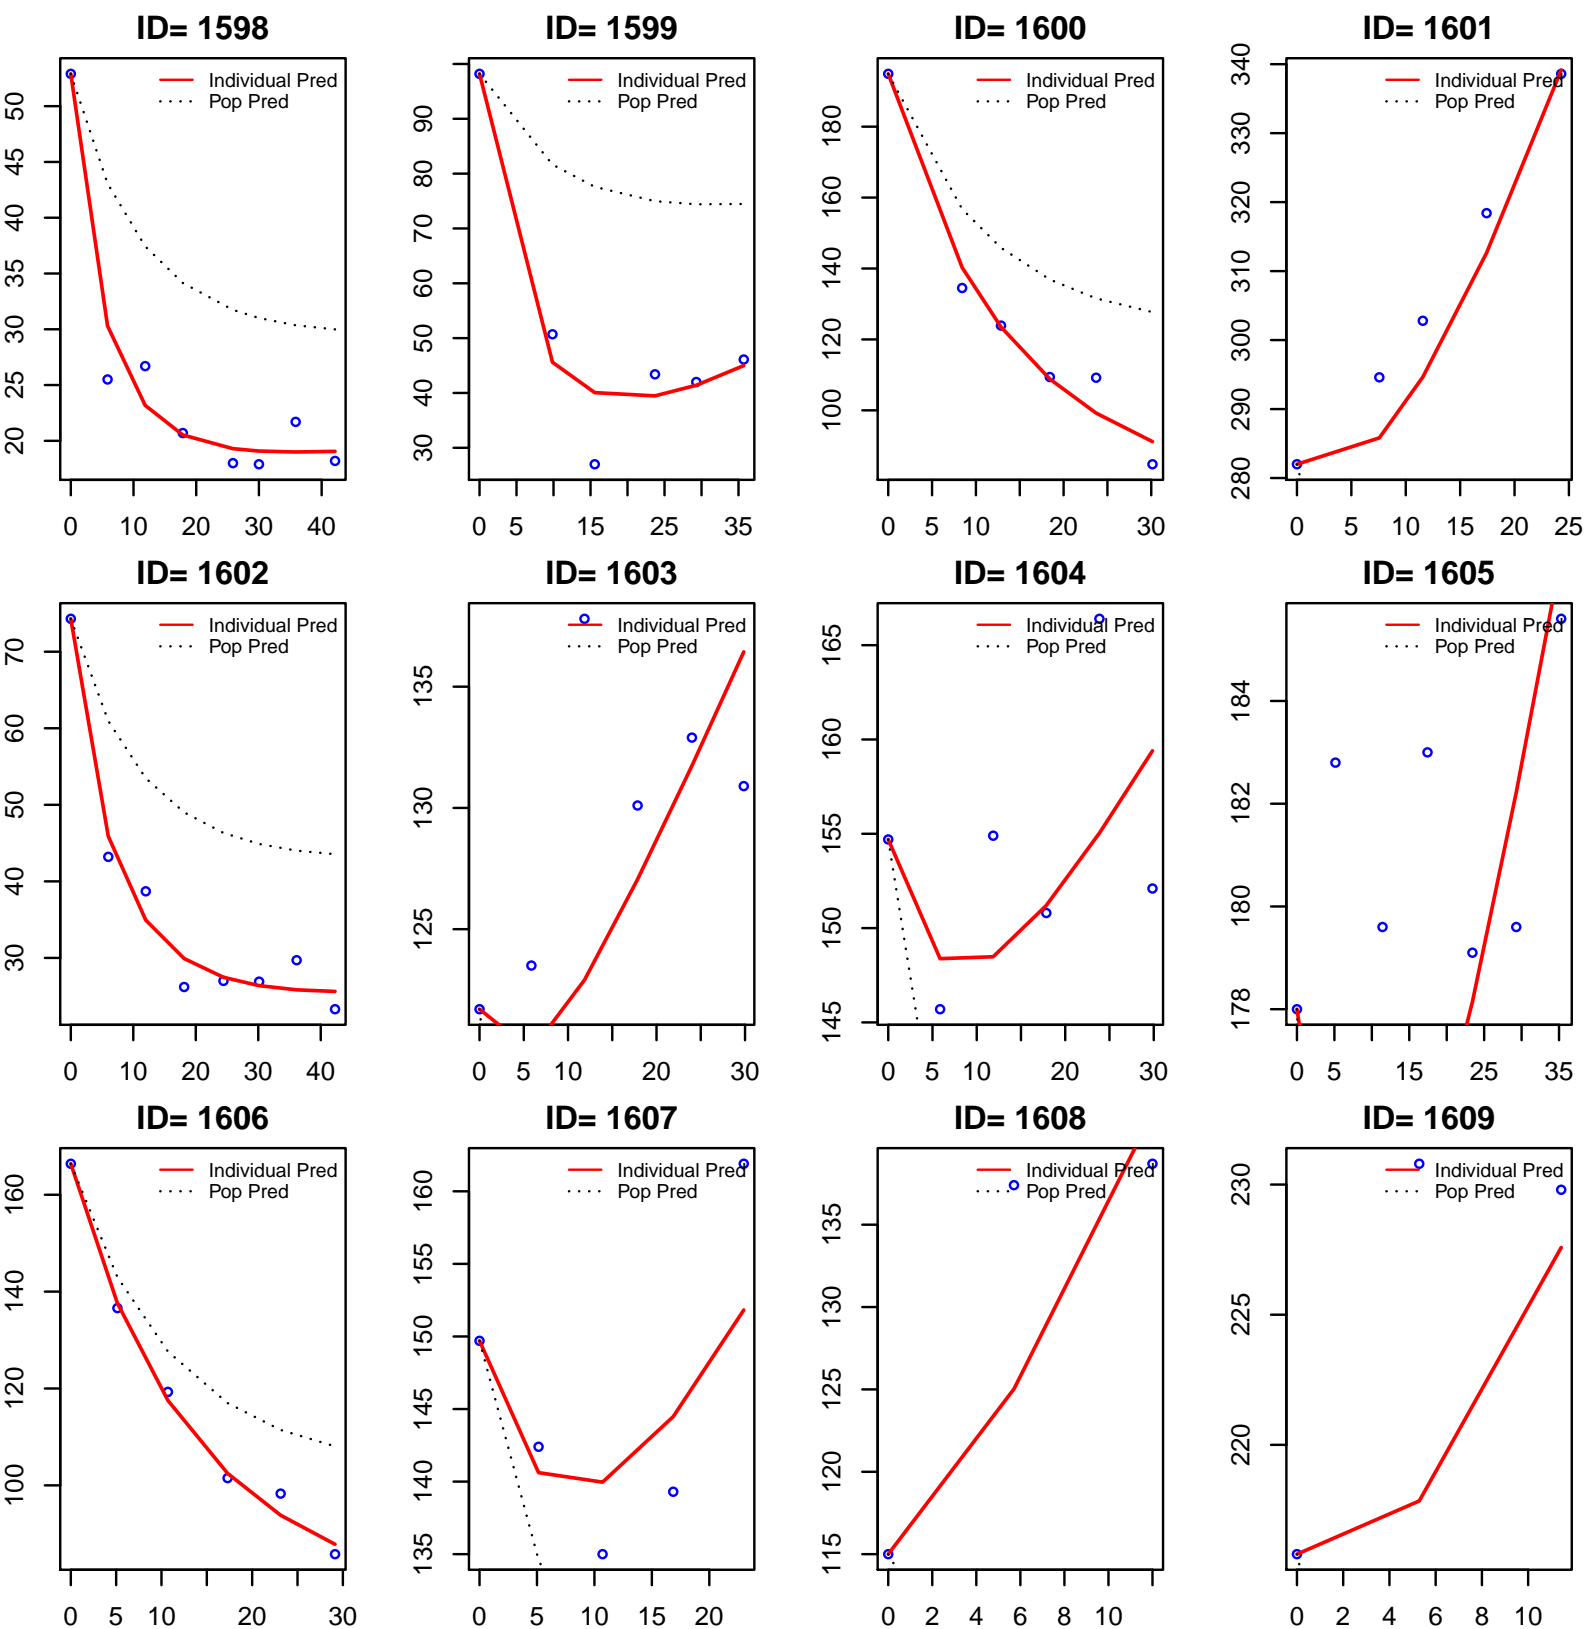 ID= 1598
Individual Pred
Pop Pred
20 25 30 35 40 45 50
0 10 20 30 40
ID= 1599
Individual Pred
Pop Pred
30 40 50 60 70 80 90
0 5 15 25 35
ID= 1600
Individual Pred
Pop Pred
100 120 140 160 180
0 5 10 20 30
ID= 1601
Individual Pred
Pop Pred
280 290 300 310 320 330 340
0 5 10 15 20 25
ID= 1602
Individual Pred
Pop Pred
30 40 50 60 70
0 10 20 30 40
ID= 1603
Individual Pred
Pop Pred
125 130 135
0 5 10 20 30
ID= 1604
Individual Pred
Pop Pred
145 150 155 160 165
0 5 10 20 30
ID= 1605
Individual Pred
Pop Pred
178 180 182 184
0 5 15 25 35
ID= 1606
Individual Pred
Pop Pred
100 120 140 160
0 5 10 20 30
ID= 1607
Individual Pred
Pop Pred
135 140 145 150 155 160
0 5 10 15 20
ID= 1608
Individual Pred
Pop Pred
115 120 125 130 135
0 2 4 6 8 10
ID= 1609
Individual Pred
Pop Pred
220 225 230
0 2 4 6 8 10